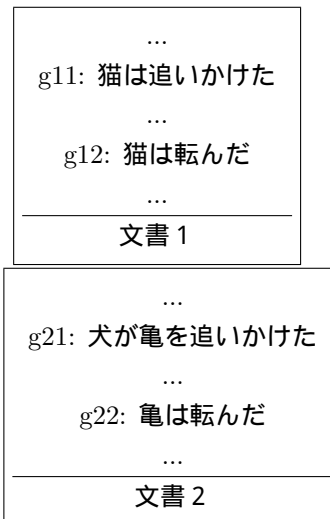 ...
g11: 猫は追いかけた
...
g12: 猫は転んだ
...
文書 1
...
g21: 犬が亀を追いかけた
...
g22: 亀は転んだ
...
文書 2